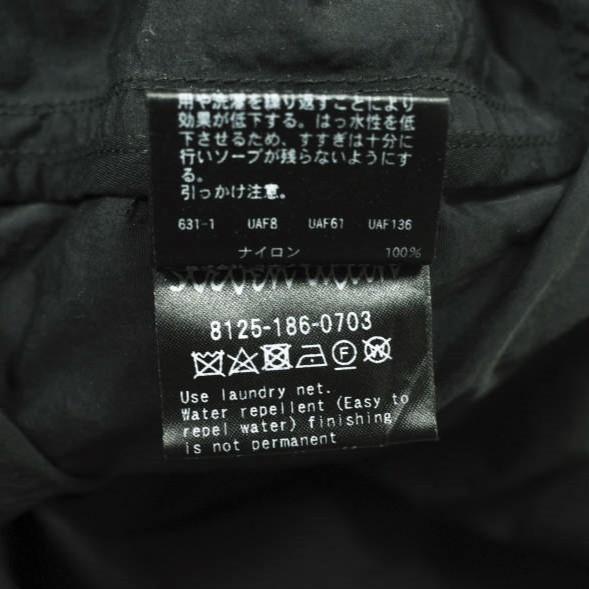 用や洗濯を繰り返すことにより
効果が低下する。はっ水性を低
下させるため、すすぎは十分に
行いソープが残らないようにす
る。
引っかけ注意。
631-1 UAF8 UAF61 UAF136
ナイロン 100%
8125-186-0703
F W
Use laundry net.
Water repellent (Easy to
repel water) finishing
is not permanent